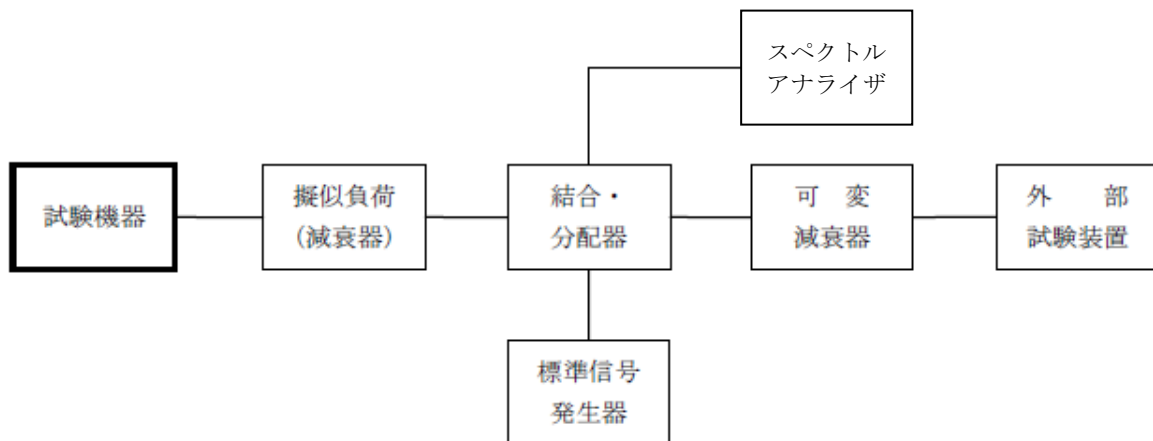 スペクトル
アナライザ
試験機器
擬似負荷
(減衰器)
結合・
分配器
可　変
減衰器
外　部
試験装置
標準信号
発生器